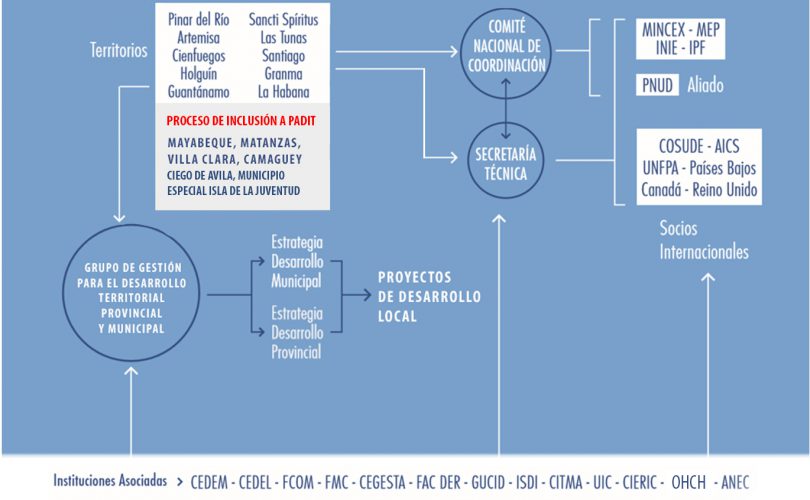 Territorios
Pinar del Río
Artemisa
Cienfuegos
Holguín
Guantánamo
Sancti Spíritus
Las Tunas
Santiago
Granma
La Habana
PROCESO DE INCLUSIÓN A PADIT
MAYABEQUE, MATANZAS,
VILLA CLARA, CAMAGUEY
CIEGO DE AVILA, MUNICIPIO
ESPECIAL ISLA DE LA JUVENTUD
COMITÉ
NACIONAL DE
COORDINACIÓN
SECRETARÍA
TÉCNICA
MINCEX - MEP
INIE - IPF
PNUD Aliado
COSUDE - AICS
UNFPA - Países Bajos
Canadá - Reino Unido
Socios
Internacionales
GRUPO DE GESTIÓN
PARA EL DESARROLLO
TERRITORIAL
PROVINCIAL
Y MUNICIPAL
Estrategia
Desarrollo
Municipal
Estrategia
Desarrollo
Provincial
PROYECTOS
DE DESARROLLO
LOCAL
Instituciones Asociadas > CEDEM - CEDEL - FCOM - FMC - CEGESTA - FAC DER - GUCID - ISDI - CITMA - UIC - CIERIC - OHCH - ANEC